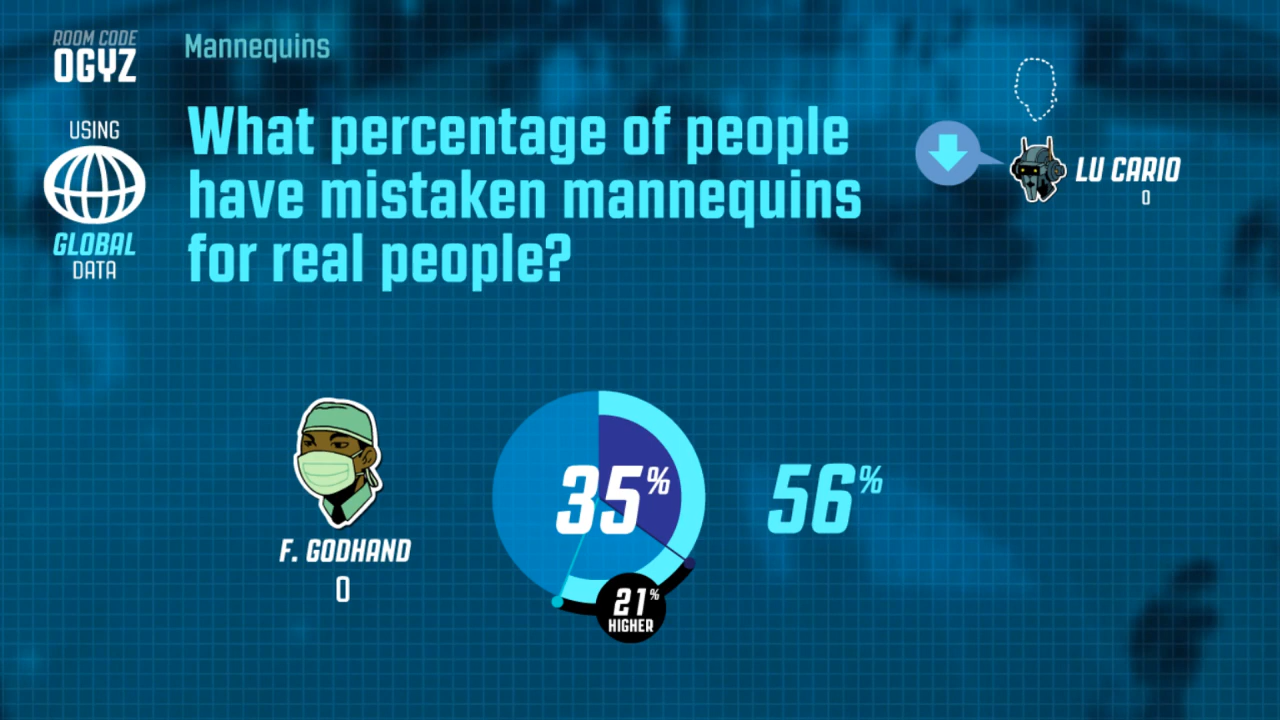 ROOM CODE
OGYZ
USING
GLOBAL
DATA
Mannequins
What percentage of people
have mistaken mannequins
for real people?
LU CARIO
0
F. GODHAND
0
35%
21%
HIGHER
56%